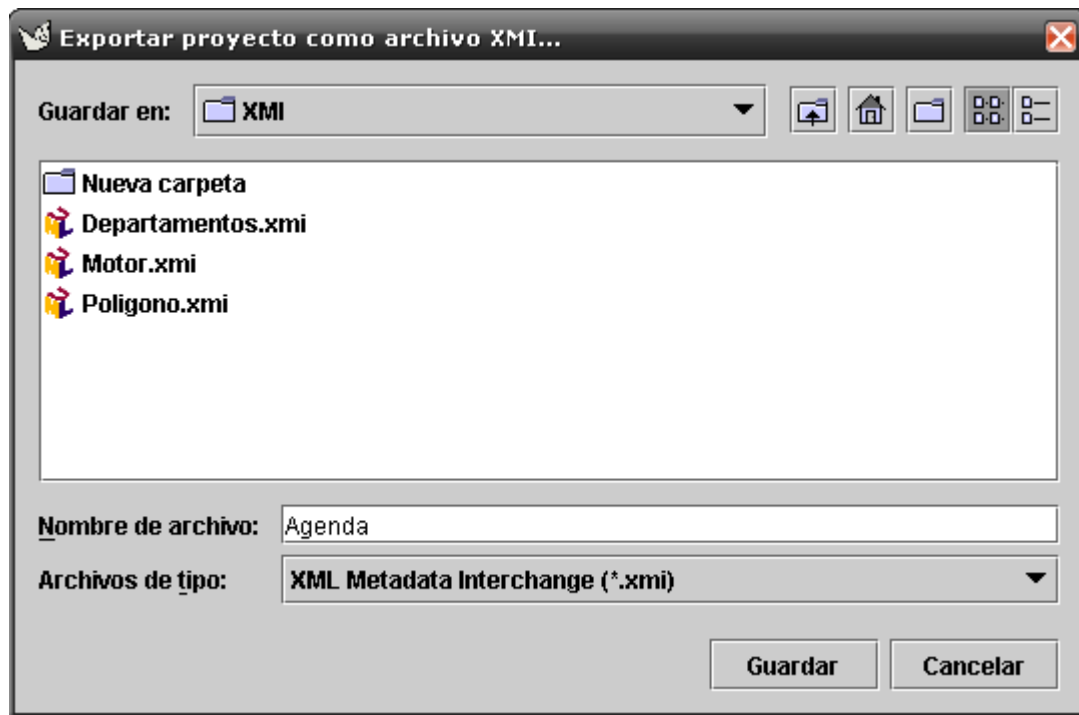 Exportar proyecto como archivo XMI...
Guardar en: XMI
Nueva carpeta
Departamentos.xmi
Motor.xmi
Poligono.xmi
Nombre de archivo: Agenda
Archivos de tipo: XML Metadata Interchange (*.xmi)
Guardar Cancelar